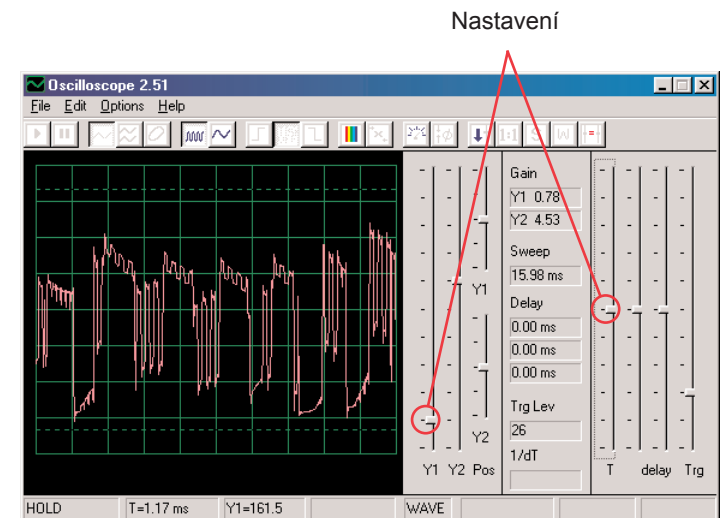 Nastavení
Oscilloscope 2.51
File Edit Options Help
1:1 S W
Gain
Y1 0.78
Y2 4.53
Sweep
15.98 ms
Y1
Delay
0.00 ms
0.00 ms
0.00 ms
Trg Lev
26
Y2
1/dT
Y1 Y2 Pos
T delay Trg
HOLD T=1.17 ms Y1=161.5 WAVE